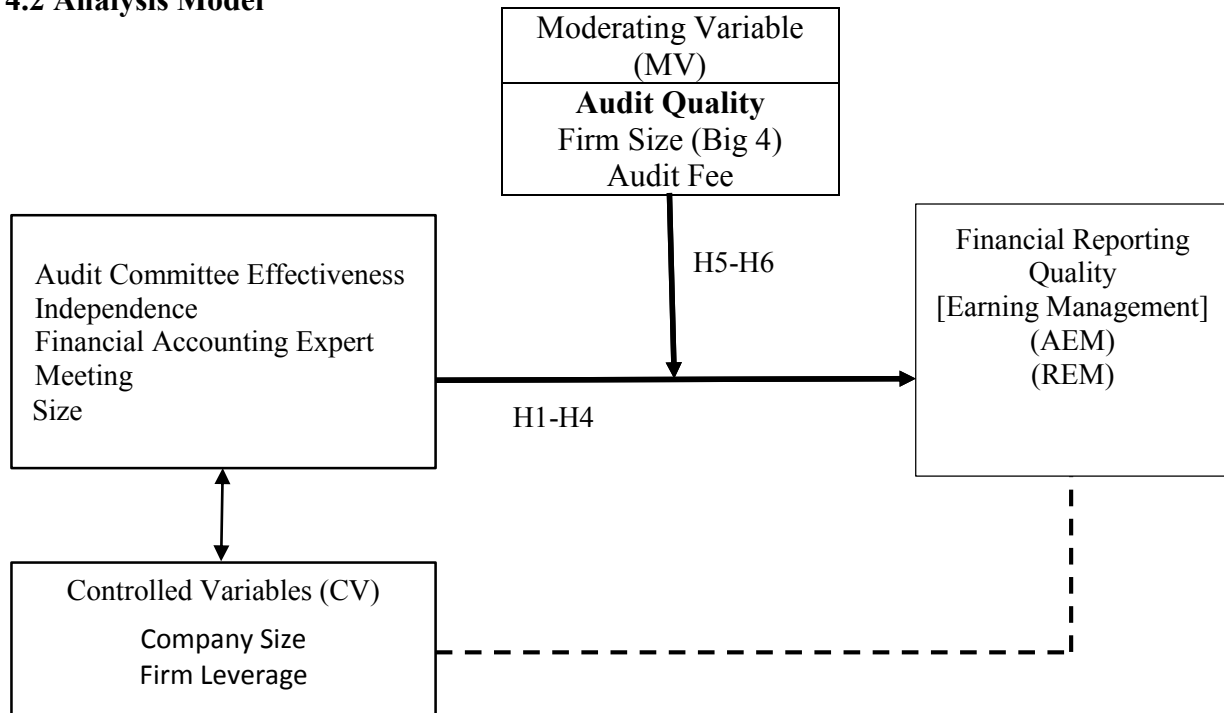 4.2 Analysis Model
Moderating Variable
(MV)
Audit Quality
Firm Size (Big 4)
Audit Fee
H5-H6
Audit Committee Effectiveness
Independence
Financial Accounting Expert
Meeting
Size
H1-H4
Financial Reporting
Quality
[Earning Management]
(AEM)
(REM)
Controlled Variables (CV)
Company Size
Firm Leverage